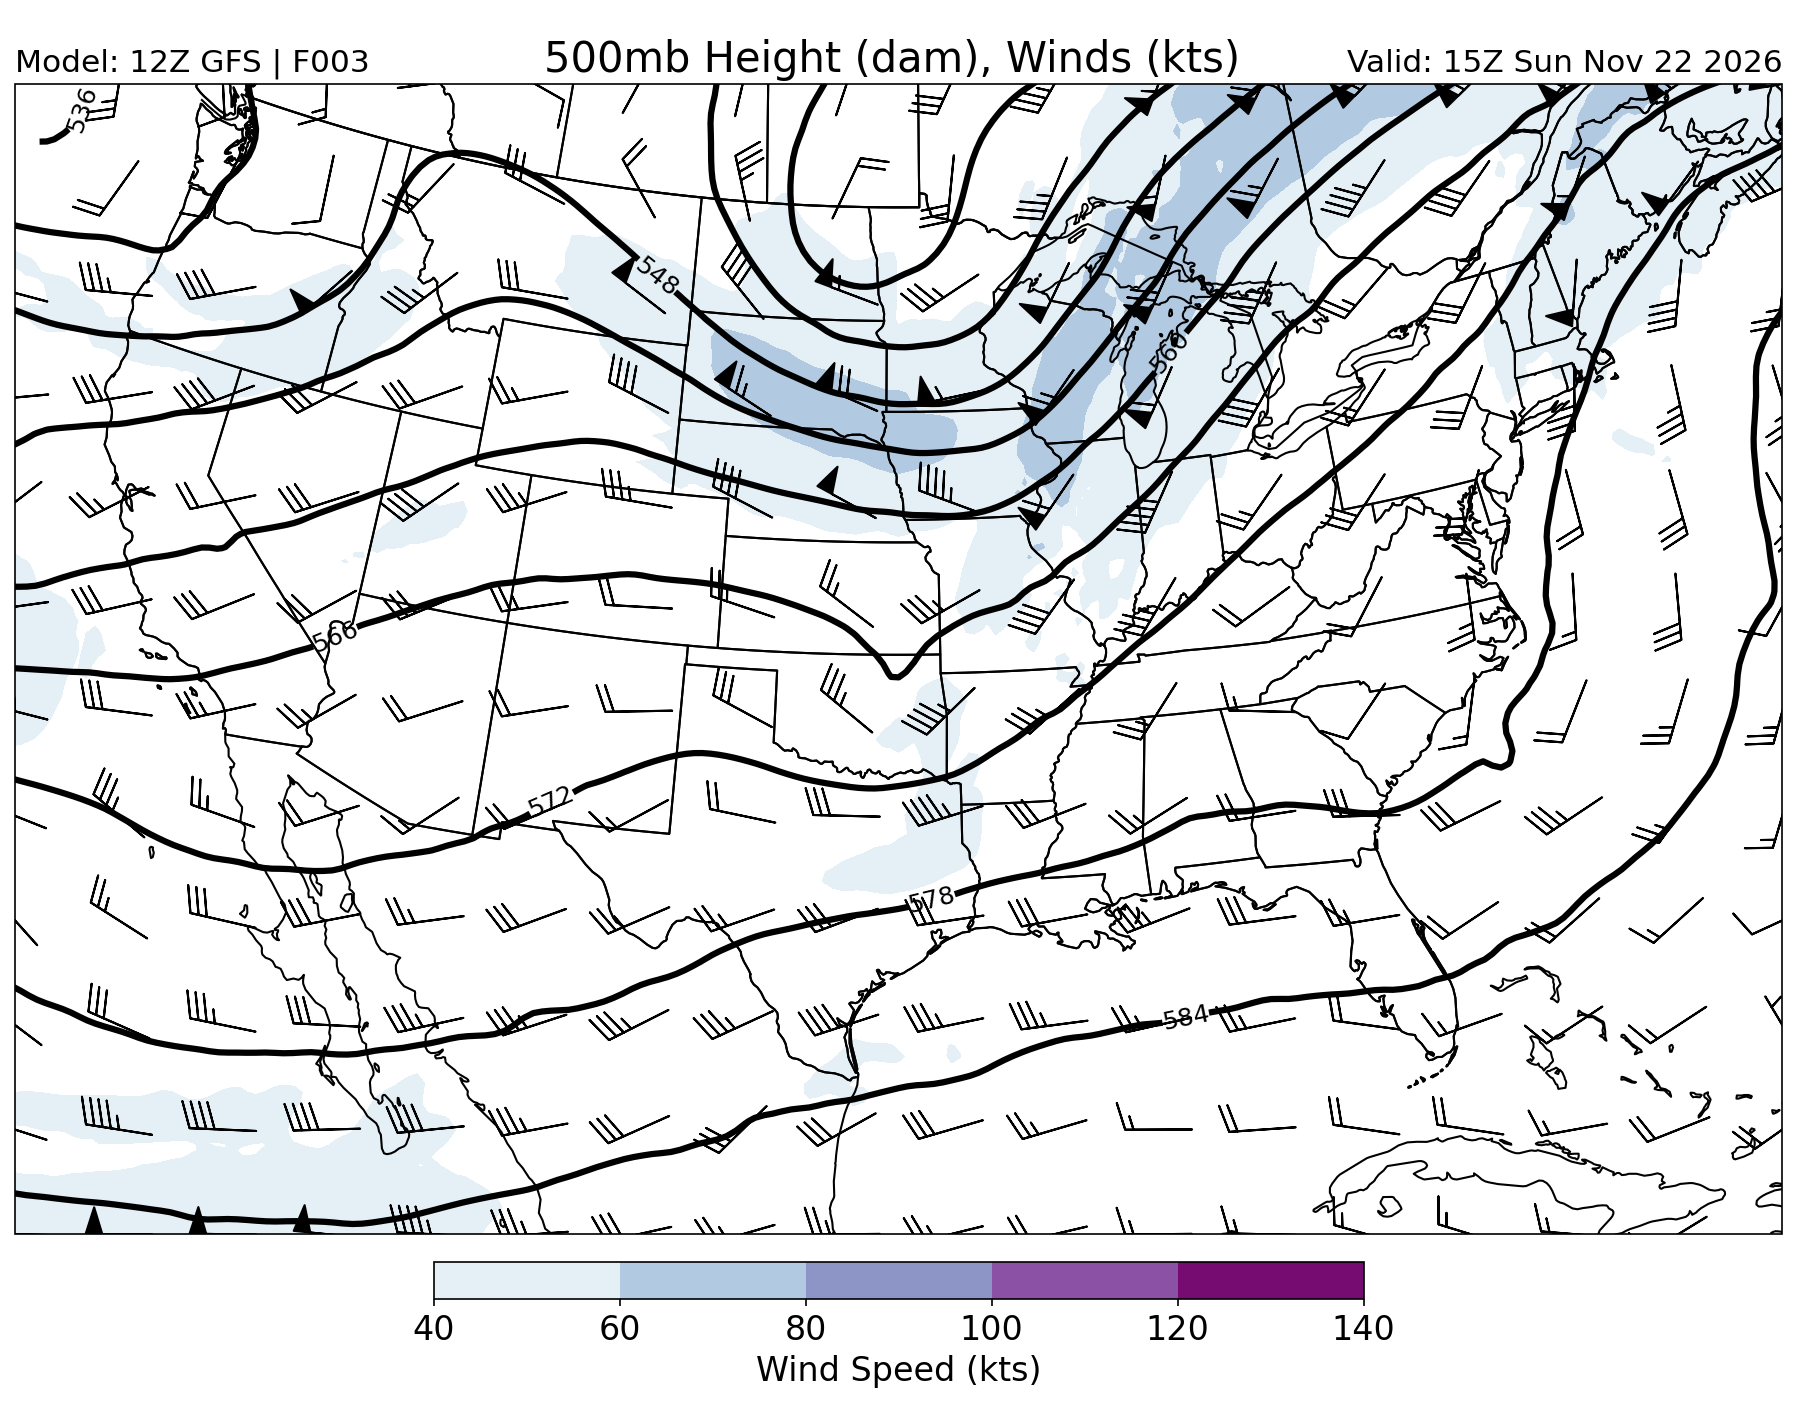 Model: 12Z GFS | F003
500mb Height (dam), Winds (kts)
Valid: 15Z Sun Nov 22 2026
536
548
560
566
572
578
584
40 60 80 100 120 140
Wind Speed (kts)